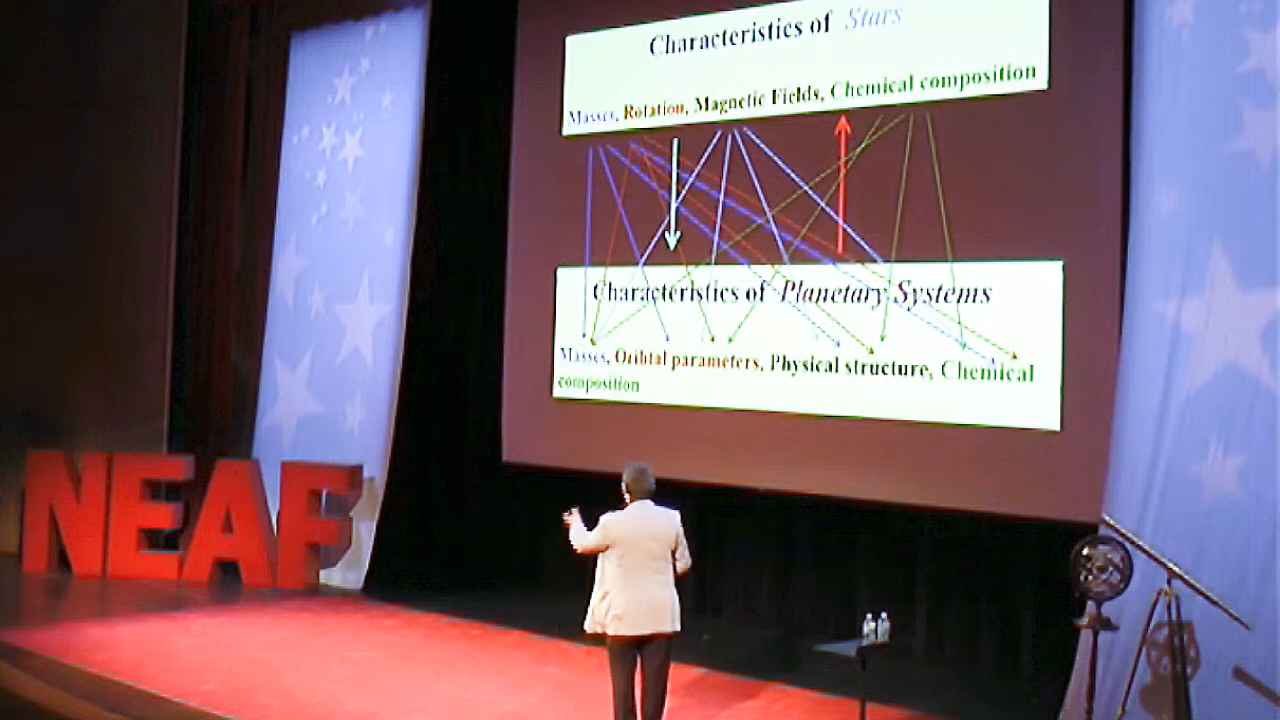 Characteristics of Stars
Masses, Rotation, Magnetic Fields, Chemical composition
Characteristics of Planetary Systems
Masses, Oribtal parameters, Physical structure, Chemical
composition
NEAF